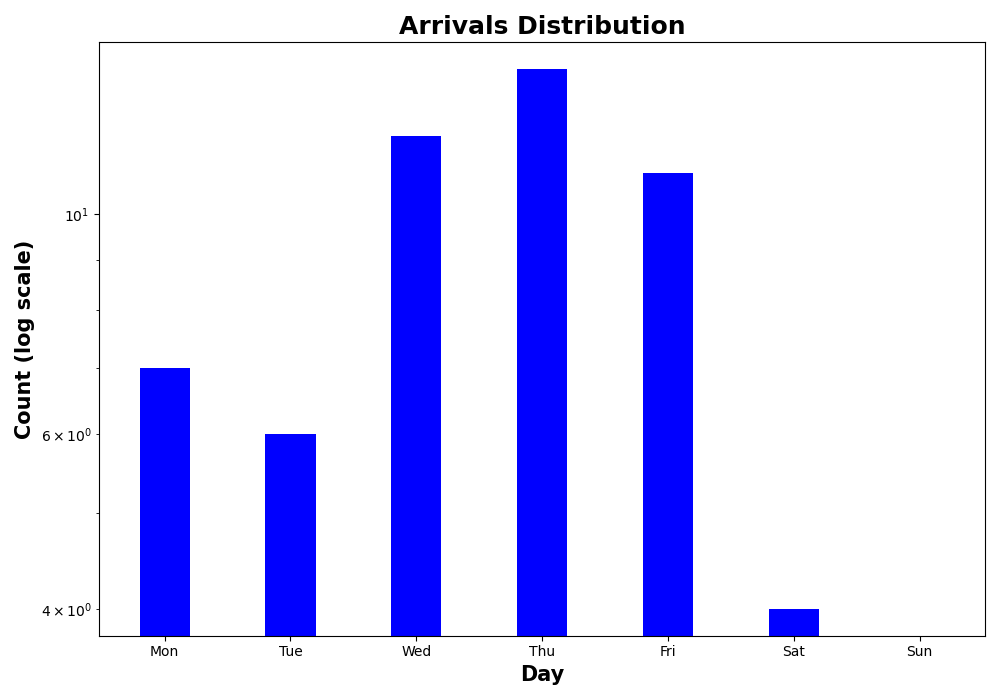 Arrivals Distribution
Count (log scale)
10¹
6 × 10⁰
4 × 10⁰
Mon Tue Wed Thu Fri Sat Sun
Day